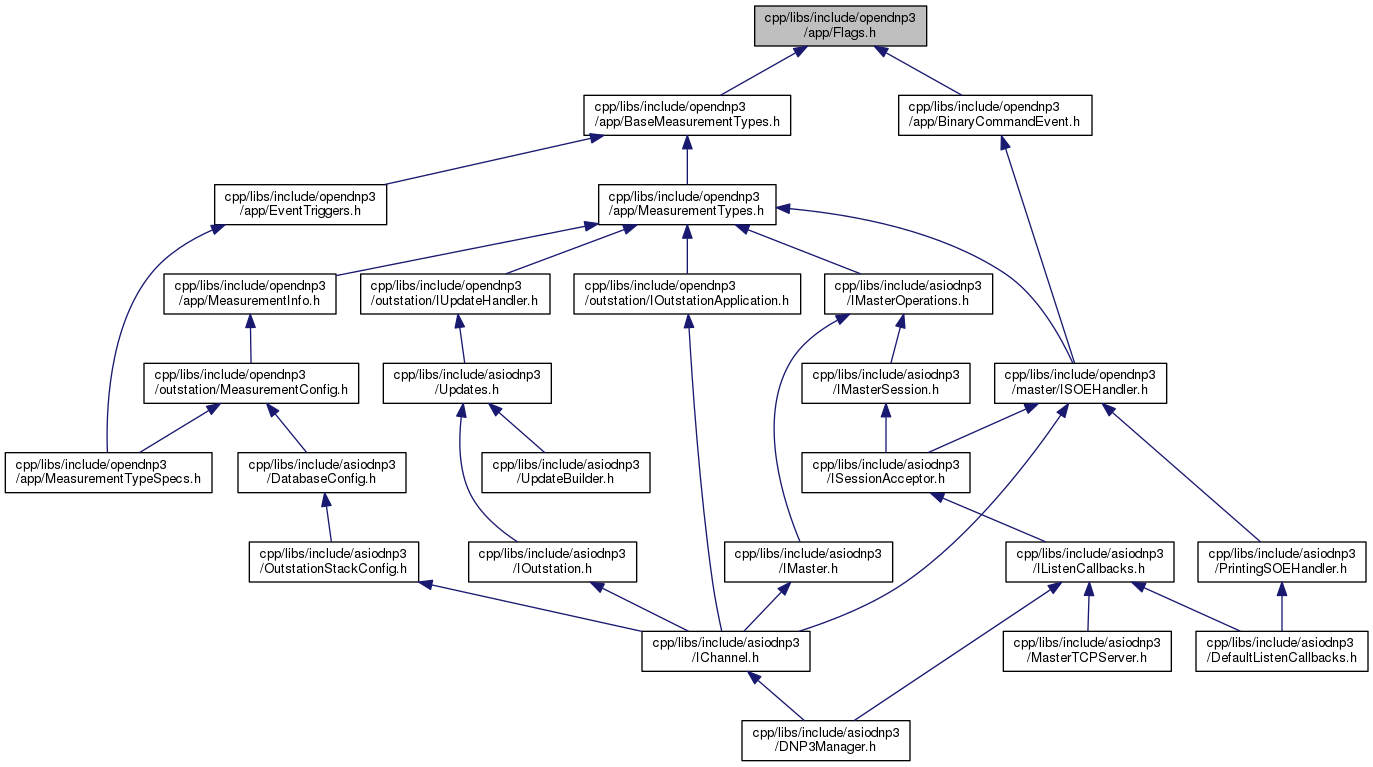 cpp/libs/include/opendnp3
/app/Flags.h
cpp/libs/include/opendnp3
/app/BaseMeasurementTypes.h
cpp/libs/include/opendnp3
/app/BinaryCommandEvent.h
cpp/libs/include/opendnp3
/app/EventTriggers.h
cpp/libs/include/opendnp3
/app/MeasurementTypes.h
cpp/libs/include/opendnp3
/app/MeasurementInfo.h
cpp/libs/include/opendnp3
/outstation/IUpdateHandler.h
cpp/libs/include/opendnp3
/outstation/IOutstationApplication.h
cpp/libs/include/asiodnp3
/IMasterOperations.h
cpp/libs/include/opendnp3
/outstation/MeasurementConfig.h
cpp/libs/include/asiodnp3
/Updates.h
cpp/libs/include/asiodnp3
/IMasterSession.h
cpp/libs/include/opendnp3
/master/ISOEHandler.h
cpp/libs/include/opendnp3
/app/MeasurementTypeSpecs.h
cpp/libs/include/asiodnp3
/DatabaseConfig.h
cpp/libs/include/asiodnp3
/UpdateBuilder.h
cpp/libs/include/asiodnp3
/ISessionAcceptor.h
cpp/libs/include/asiodnp3
/OutstationStackConfig.h
cpp/libs/include/asiodnp3
/IOutstation.h
cpp/libs/include/asiodnp3
/IMaster.h
cpp/libs/include/asiodnp3
/IListenCallbacks.h
cpp/libs/include/asiodnp3
/PrintingSOEHandler.h
cpp/libs/include/asiodnp3
/IChannel.h
cpp/libs/include/asiodnp3
/MasterTCPServer.h
cpp/libs/include/asiodnp3
/DefaultListenCallbacks.h
cpp/libs/include/asiodnp3
/DNP3Manager.h